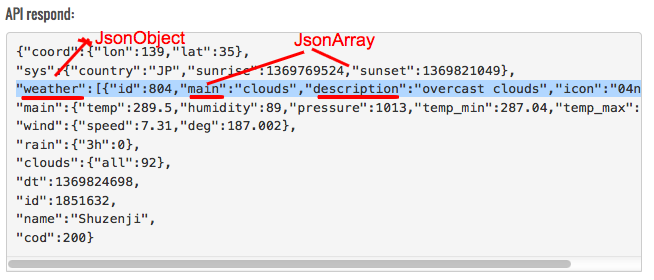 API respond:
JsonObject
JsonArray
{"coord":{"lon":139,"lat":35},
"sys":{"country":"JP","sunrise":1369769524,"sunset":1369821049},
"weather":[{"id":804,"main":"clouds","description":"overcast clouds","icon":"04n
"main":{"temp":289.5,"humidity":89,"pressure":1013,"temp_min":287.04,"temp_max":
"wind":{"speed":7.31,"deg":187.002},
"rain":{"3h":0},
"clouds":{"all":92},
"dt":1369824698,
"id":1851632,
"name":"Shuzenji",
"cod":200}